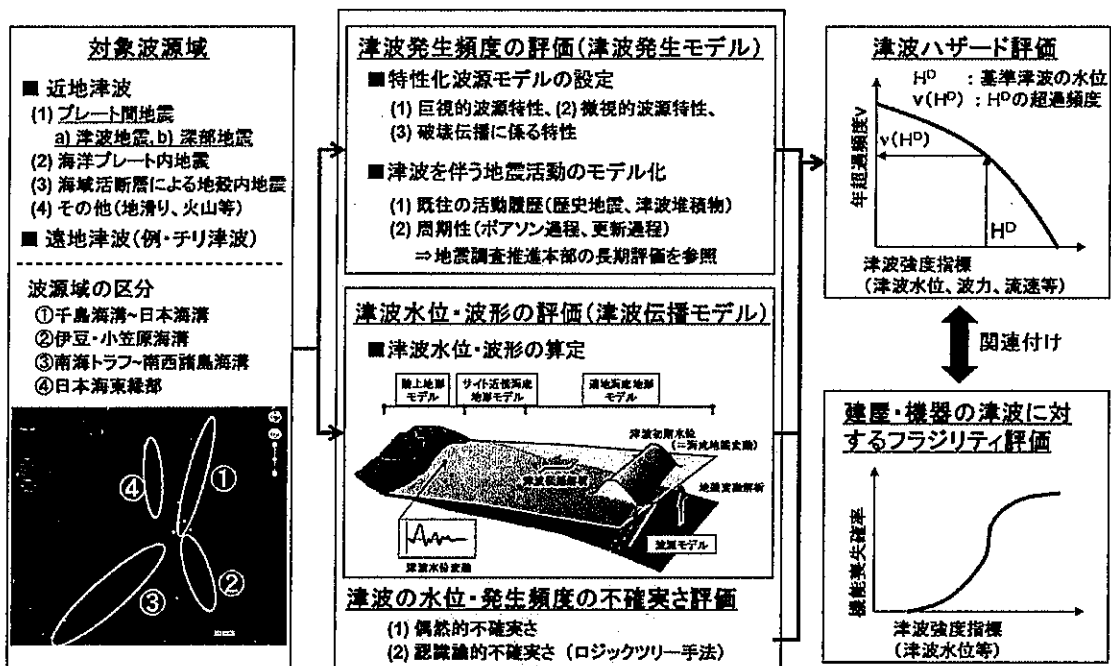 対象波源域
■ 近地津波
(1) プレート間地震
a) 津波地震, b) 深部地震
(2) 海洋プレート内地震
(3) 海域活断層による地殻内地震
(4) その他(地滑り、火山等)
■ 遠地津波(例・チリ津波)
波源域の区分
①千島海溝~日本海溝
②伊豆・小笠原海溝
③南海トラフ~南西諸島海溝
④日本海東縁部
①
④
②
③
津波発生頻度の評価(津波発生モデル)
■特性化波源モデルの設定
(1) 巨視的波源特性、(2) 微視的波源特性、
(3) 破壊伝播に係る特性
■津波を伴う地震活動のモデル化
(1) 既往の活動履歴(歴史地震、津波堆積物)
(2) 周期性(ポアソン過程、更新過程)
⇒地震調査推進本部の長期評価を参照
津波水位・波形の評価(津波伝播モデル)
■津波水位・波形の算定
陸上地形
モデル
サイト近傍海底
地形モデル
遠地海底地形
モデル
津波初期水位
(=海底地盤変動)
津波伝播解析
地盤変動解析
波源モデル
津波水位変動
津波の水位・発生頻度の不確実さ評価
(1) 偶然的不確実さ
(2) 認識論的不確実さ (ロジックツリー手法)
津波ハザード評価
Hᴰ : 基準津波の水位
ν(Hᴰ) : Hᴰの超過頻度
年超過頻度ν
ν(Hᴰ)
Hᴰ
津波強度指標
(津波水位、波力、流速等)
関連付け
建屋・機器の津波に対
するフラジリティ評価
機能喪失確率
津波強度指標
(津波水位等)